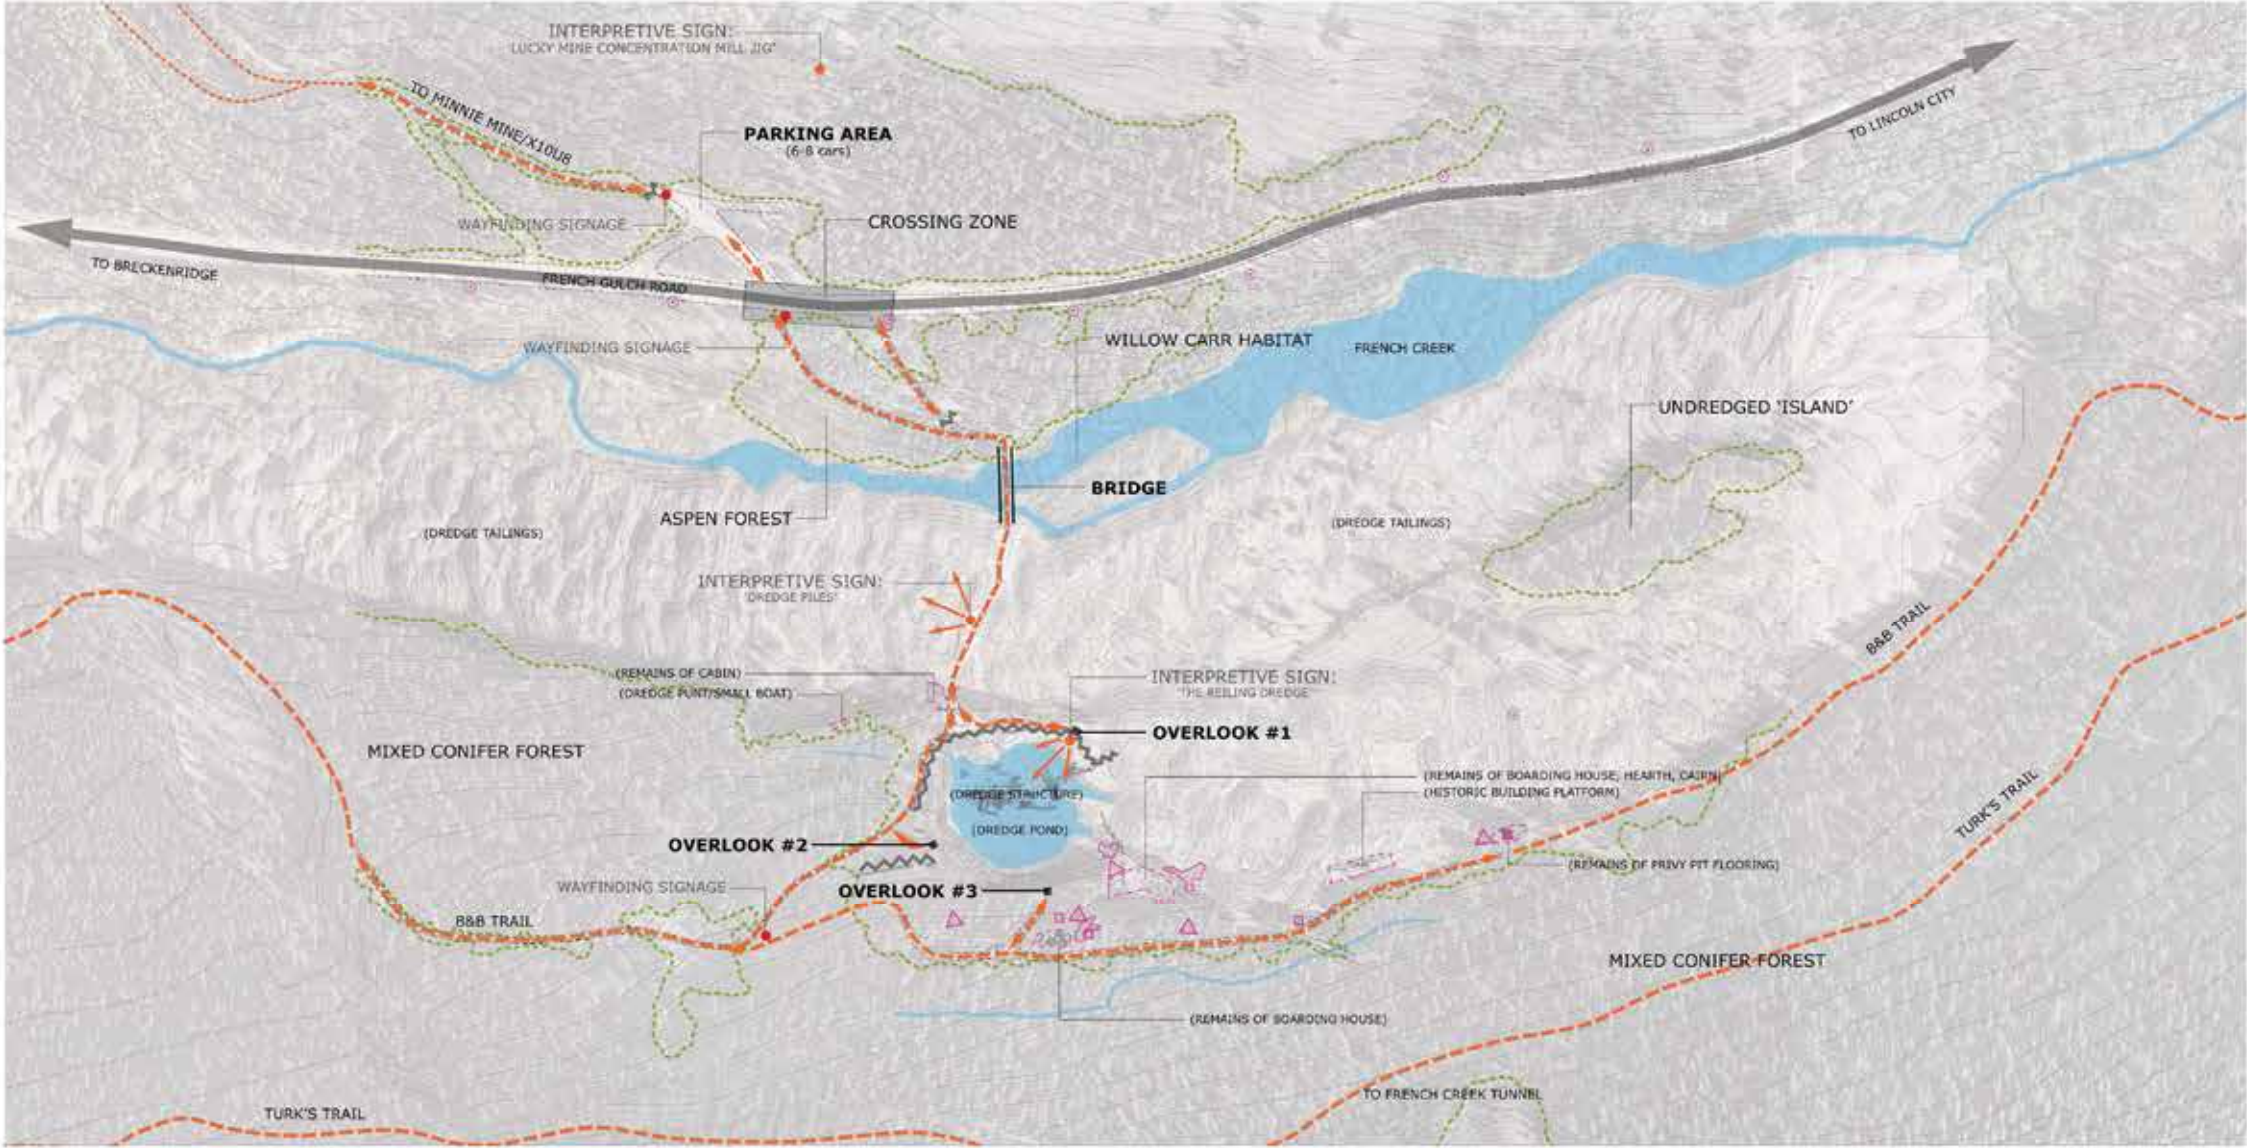 INTERPRETIVE SIGN:
'LUCKY MINE CONCENTRATION MILL JIG'
TO MINNIE MINE/X10U8
PARKING AREA
(6-8 cars)
TO LINCOLN CITY
WAYFINDING SIGNAGE
CROSSING ZONE
TO BRECKENRIDGE
FRENCH GULCH ROAD
WAYFINDING SIGNAGE
WILLOW CARR HABITAT
FRENCH CREEK
UNDREDGED 'ISLAND'
BRIDGE
ASPEN FOREST
(DREDGE TAILINGS)
(DREDGE TAILINGS)
INTERPRETIVE SIGN:
'DREDGE PILES'
B&B TRAIL
(REMAINS OF CABIN)
(DREDGE PUNT/SMALL BOAT)
INTERPRETIVE SIGN:
'THE REILING DREDGE'
OVERLOOK #1
MIXED CONIFER FOREST
(REMAINS OF BOARDING HOUSE, HEARTH, CAIRN)
(HISTORIC BUILDING PLATFORM)
(DREDGE STRUCTURE)
(DREDGE POND)
TURK'S TRAIL
OVERLOOK #2
(REMAINS OF PRIVY PIT FLOORING)
WAYFINDING SIGNAGE
OVERLOOK #3
B&B TRAIL
MIXED CONIFER FOREST
(REMAINS OF BOARDING HOUSE)
TO FRENCH CREEK TUNNEL
TURK'S TRAIL